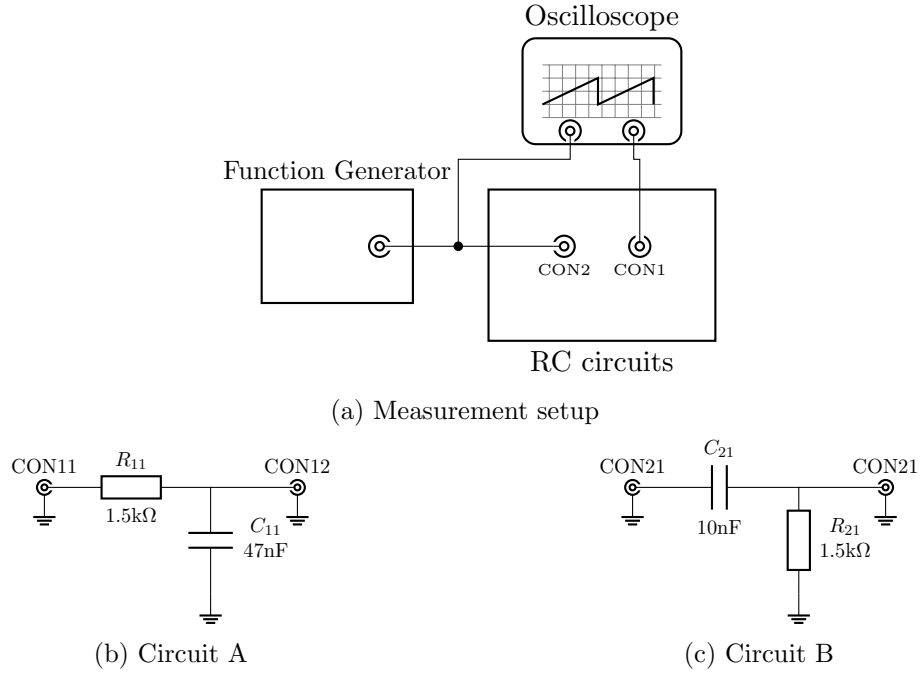 Oscilloscope
Function Generator
CON2
CON1
RC circuits
(a) Measurement setup
CON11
R11
1.5kΩ
CON12
C11
47nF
(b) Circuit A
CON21
C21
10nF
CON21
R21
1.5kΩ
(c) Circuit B